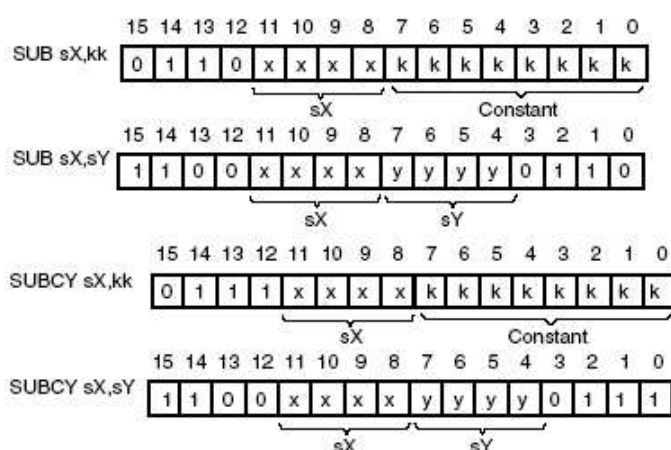 15 14 13 12 11 10 9 8 7 6 5 4 3 2 1 0
SUB sX,kk 0 1 1 0 x x x x k k k k k k k k
sX Constant
15 14 13 12 11 10 9 8 7 6 5 4 3 2 1 0
SUB sX,sY 1 1 0 0 x x x x y y y y 0 1 1 0
sX sY
15 14 13 12 11 10 9 8 7 6 5 4 3 2 1 0
SUBCY sX,kk 0 1 1 1 x x x x k k k k k k k k
sX Constant
15 14 13 12 11 10 9 8 7 6 5 4 3 2 1 0
SUBCY sX,sY 1 1 0 0 x x x x y y y y 0 1 1 1
sX sY